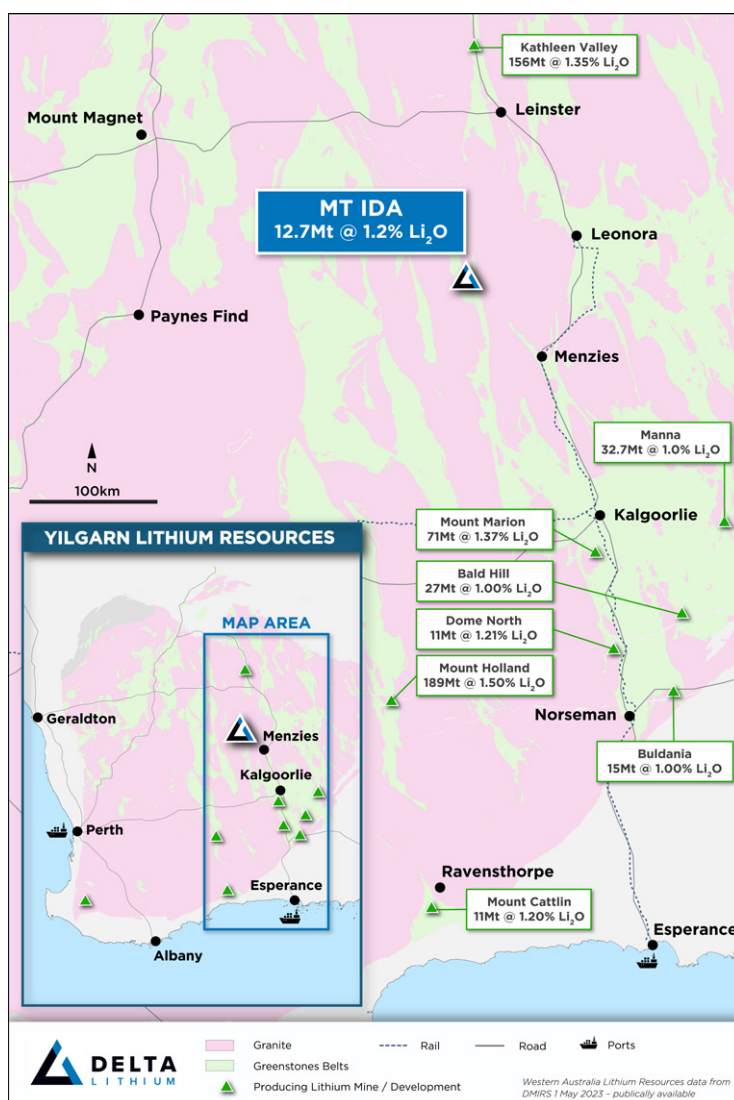 Kathleen Valley
156Mt @ 1.35% Li₂O
Mount Magnet
Leinster
MT IDA
12.7Mt @ 1.2% Li₂O
Leonora
Paynes Find
Menzies
Manna
32.7Mt @ 1.0% Li₂O
N
100km
Kalgoorlie
Mount Marion
71Mt @ 1.37% Li₂O
Bald Hill
27Mt @ 1.00% Li₂O
Dome North
11Mt @ 1.21% Li₂O
Mount Holland
189Mt @ 1.50% Li₂O
Norseman
Buldania
15Mt @ 1.00% Li₂O
Ravensthorpe
Mount Cattlin
11Mt @ 1.20% Li₂O
Esperance
YILGARN LITHIUM RESOURCES
MAP AREA
Geraldton
Menzies
Kalgoorlie
Perth
Esperance
Albany
DELTA
LITHIUM
Granite
Rail
Road
Ports
Greenstones Belts
Producing Lithium Mine / Development
Western Australia Lithium Resources data from
DMIRS 1 May 2023 – publically available